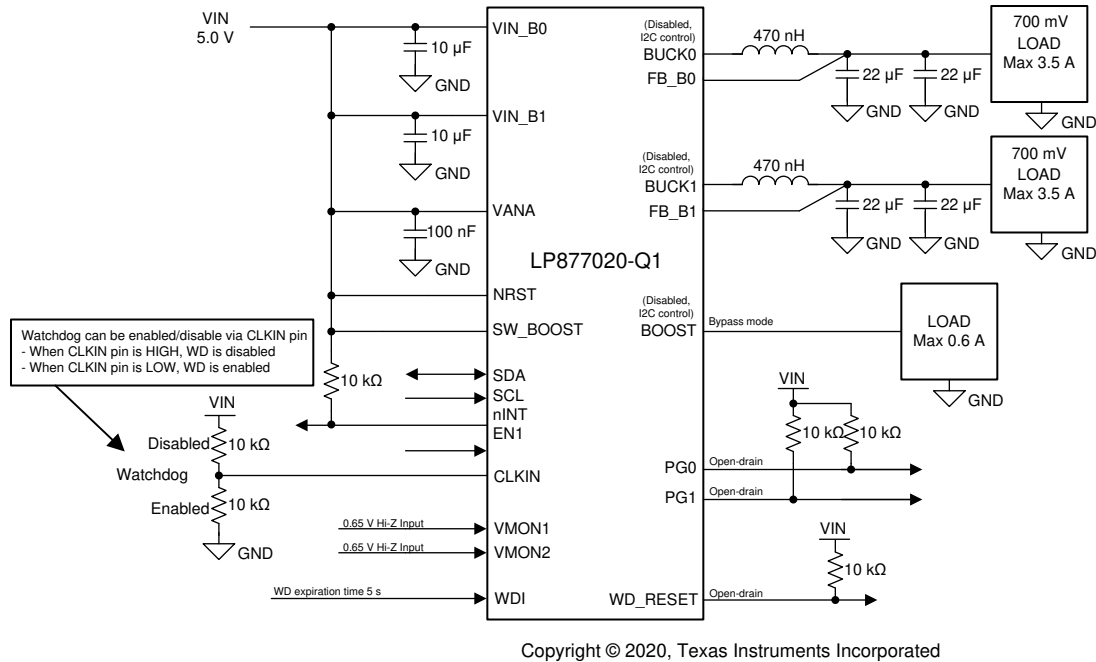 VIN
5.0 V
10 µF
GND
VIN_B0
10 µF
GND
VIN_B1
100 nF
GND
VANA
LP877020-Q1
NRST
SW_BOOST
10 kΩ
SDA
SCL
nINT
EN1
CLKIN
VMON1
VMON2
WDI
Watchdog can be enabled/disable via CLKIN pin
- When CLKIN pin is HIGH, WD is disabled
- When CLKIN pin is LOW, WD is enabled
VIN
Disabled
10 kΩ
Watchdog
Enabled
10 kΩ
GND
0.65 V Hi-Z Input
0.65 V Hi-Z Input
WD expiration time 5 s
(Disabled,
I2C control)
BUCK0
FB_B0
470 nH
22 µF
GND
22 µF
GND
700 mV
LOAD
Max 3.5 A
GND
(Disabled,
I2C control)
BUCK1
FB_B1
470 nH
22 µF
GND
22 µF
GND
700 mV
LOAD
Max 3.5 A
GND
(Disabled,
I2C control)
BOOST
Bypass mode
LOAD
Max 0.6 A
GND
VIN
10 kΩ
10 kΩ
PG0
Open-drain
PG1
Open-drain
VIN
10 kΩ
WD_RESET
Open-drain
Copyright © 2020, Texas Instruments Incorporated